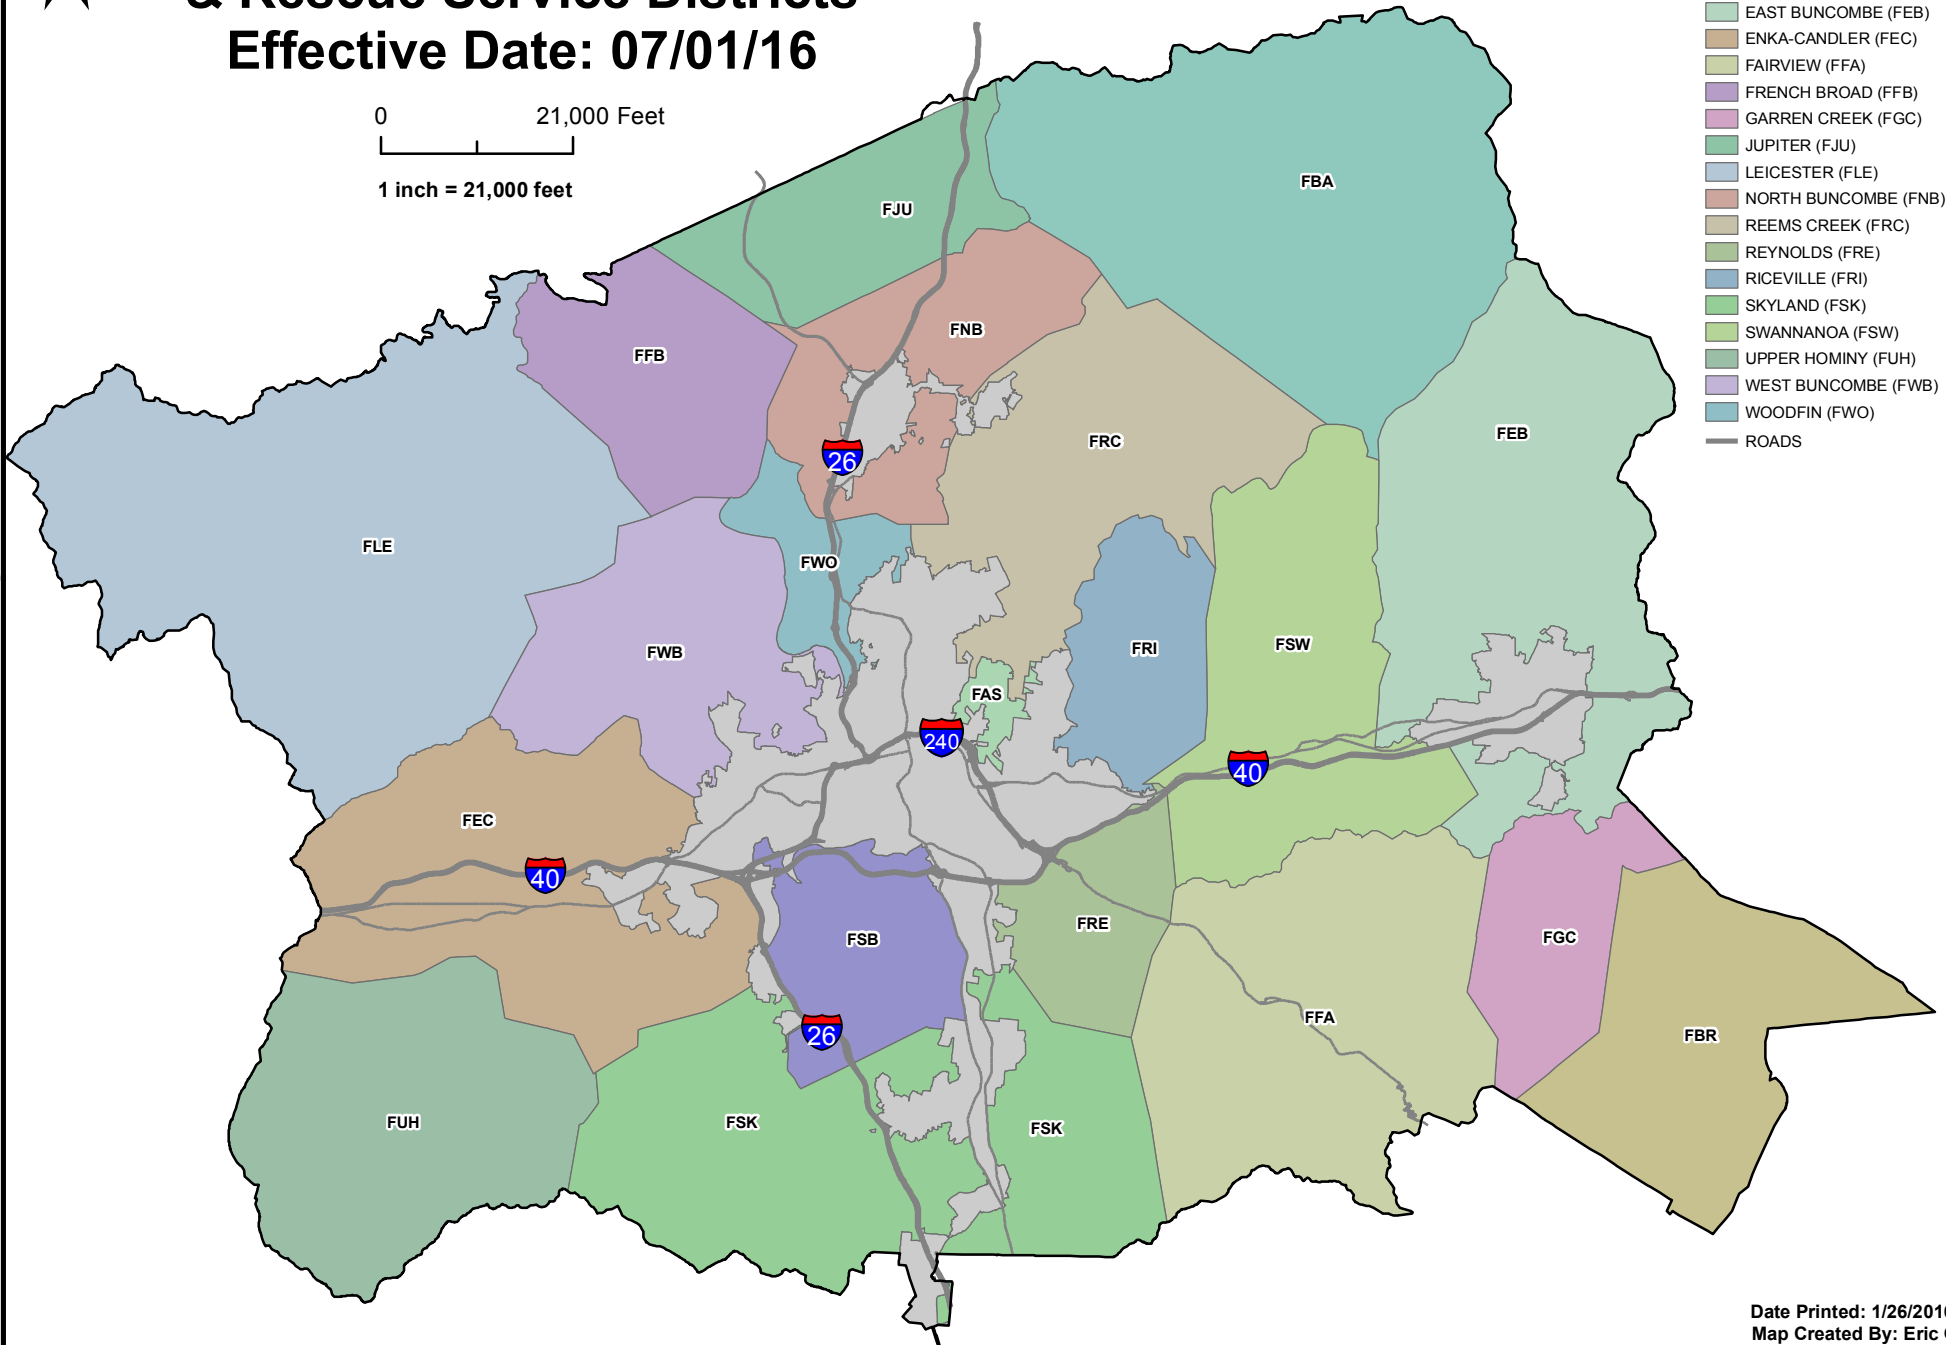 & Rescue Service Districts
Effective Date: 07/01/16
0 21,000 Feet
1 inch = 21,000 feet
EAST BUNCOMBE (FEB)
ENKA-CANDLER (FEC)
FAIRVIEW (FFA)
FRENCH BROAD (FFB)
GARREN CREEK (FGC)
JUPITER (FJU)
LEICESTER (FLE)
NORTH BUNCOMBE (FNB)
REEMS CREEK (FRC)
REYNOLDS (FRE)
RICEVILLE (FRI)
SKYLAND (FSK)
SWANNANOA (FSW)
UPPER HOMINY (FUH)
WEST BUNCOMBE (FWB)
WOODFIN (FWO)
ROADS
FBA
FJU
FNB
FFB
FEB
FRC
26
FLE
FWO
FSW
FRI
FWB
FAS
240
40
FEC
40
FRE
FGC
FSB
FFA
26
FBR
FUH
FSK
FSK
Date Printed: 1/26/2016
Map Created By: Eric